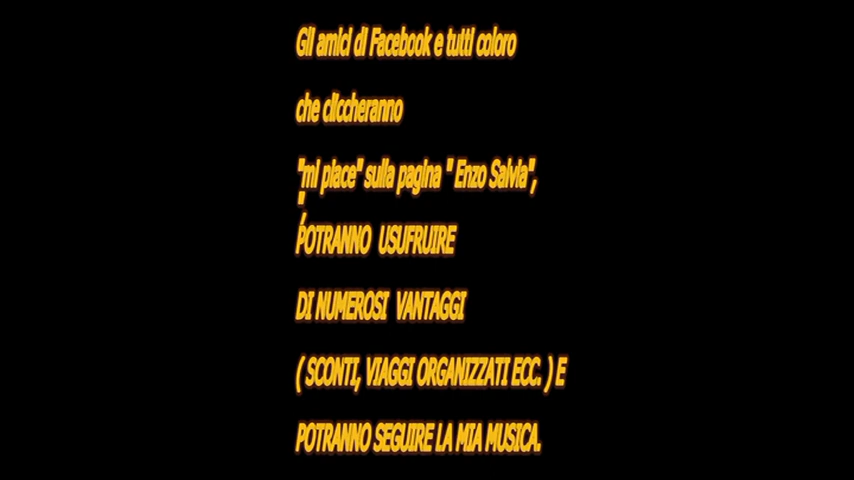 Gli amici di Facebook e tutti coloro
che cliccheranno
"mi piace" sulla pagina " Enzo Salvia",
",
POTRANNO USUFRUIRE
DI NUMEROSI VANTAGGI
( SCONTI, VIAGGI ORGANIZZATI ECC. ) E
POTRANNO SEGUIRE LA MIA MUSICA.